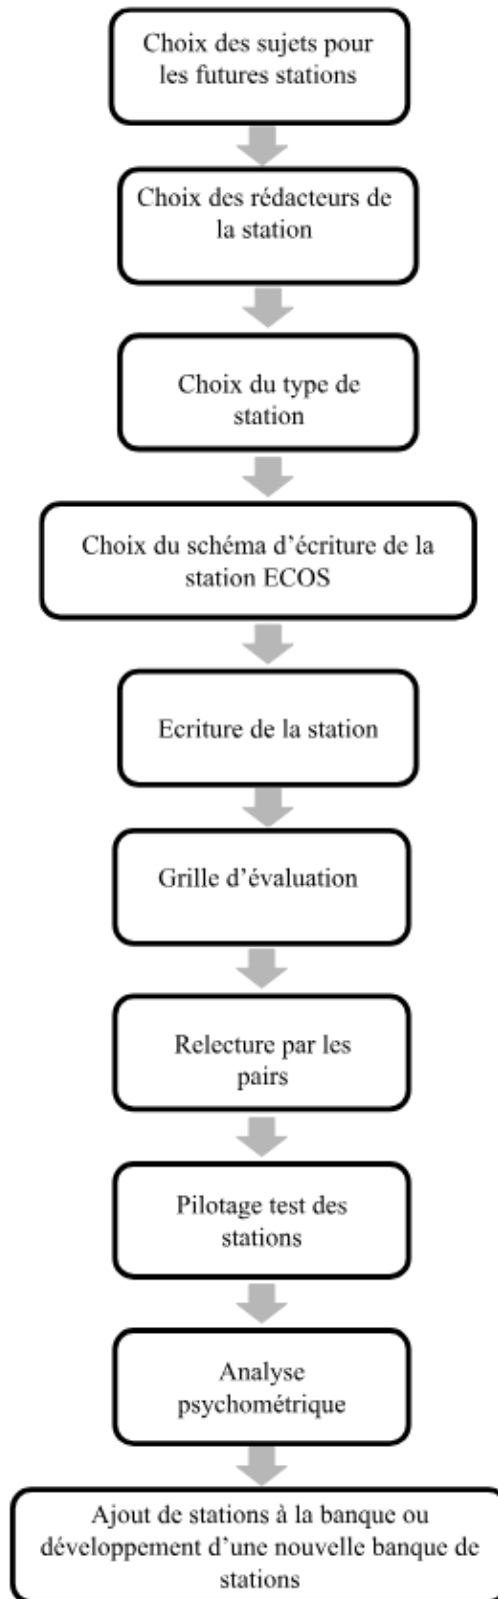 Choix des sujets pour
les futures stations
Choix des rédacteurs de
la station
Choix du type de
station
Choix du schéma d'écriture de la
station ECOS
Ecriture de la station
Grille d'évaluation
Relecture par les
pairs
Pilotage test des
stations
Analyse
psychométrique
Ajout de stations à la banque ou
développement d'une nouvelle banque de
stations